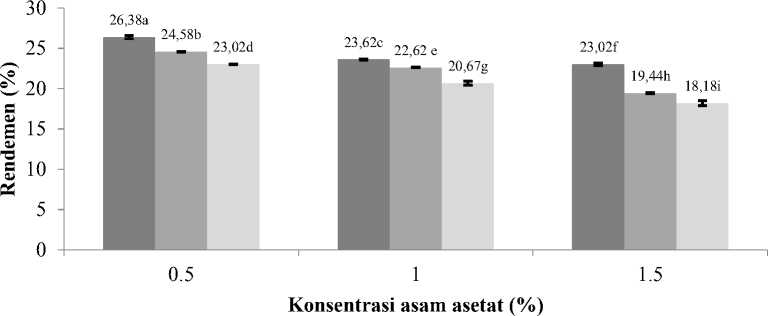 Rendemen (%)
30
25
20
15
10
5
0
26,38a
24,58b
23,02d
23,62c
22,62 e
20,67g
23,02f
19,44h
18,18i
0.5
1
1.5
Konsentrasi asam asetat (%)